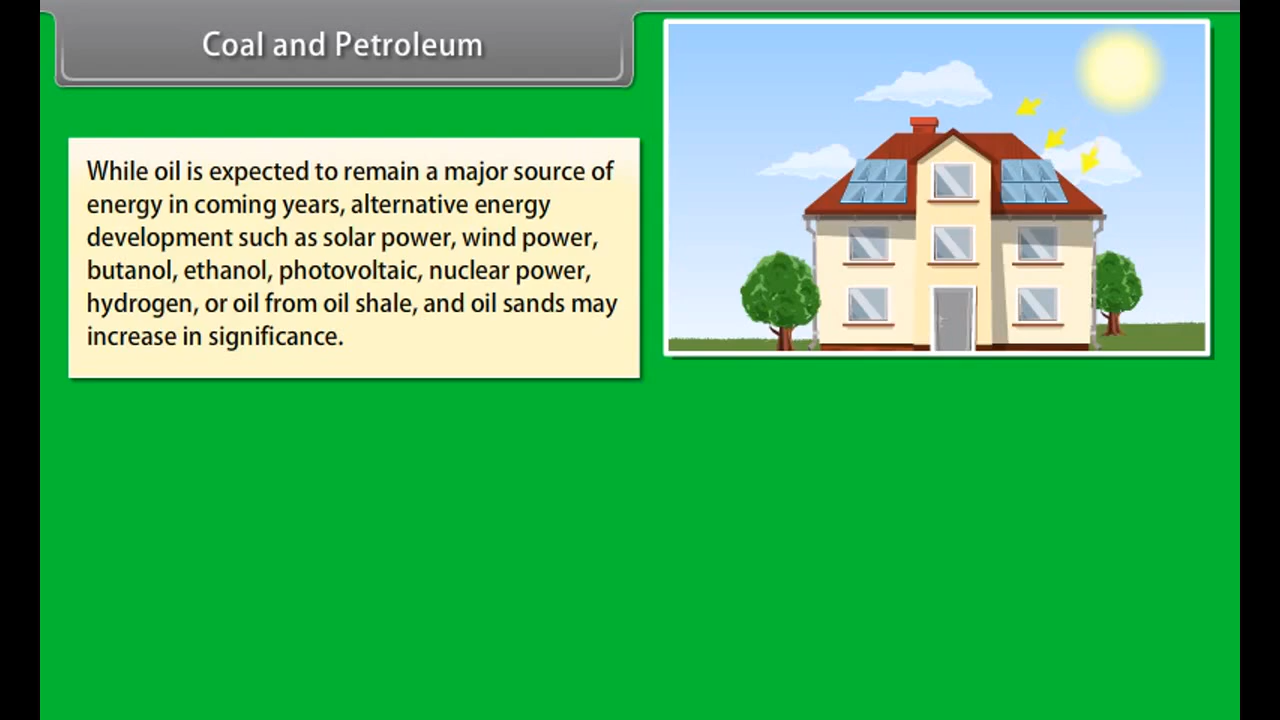 Coal and Petroleum
While oil is expected to remain a major source of
energy in coming years, alternative energy
development such as solar power, wind power,
butanol, ethanol, photovoltaic, nuclear power,
hydrogen, or oil from oil shale, and oil sands may
increase in significance.